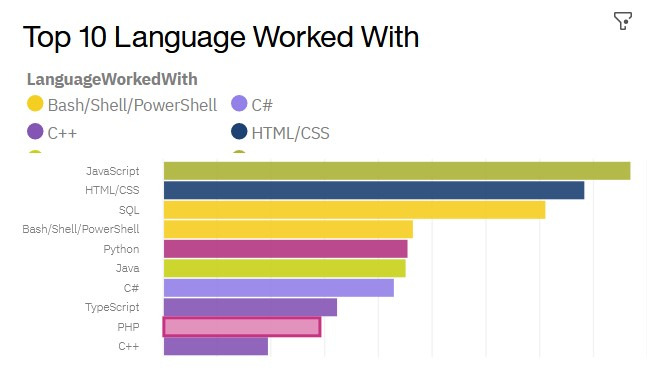 Top 10 Language Worked With
LanguageWorkedWith
Bash/Shell/PowerShell C#
C++ HTML/CSS
JavaScript
HTML/CSS
SQL
Bash/Shell/PowerShell
Python
Java
C#
TypeScript
PHP
C++